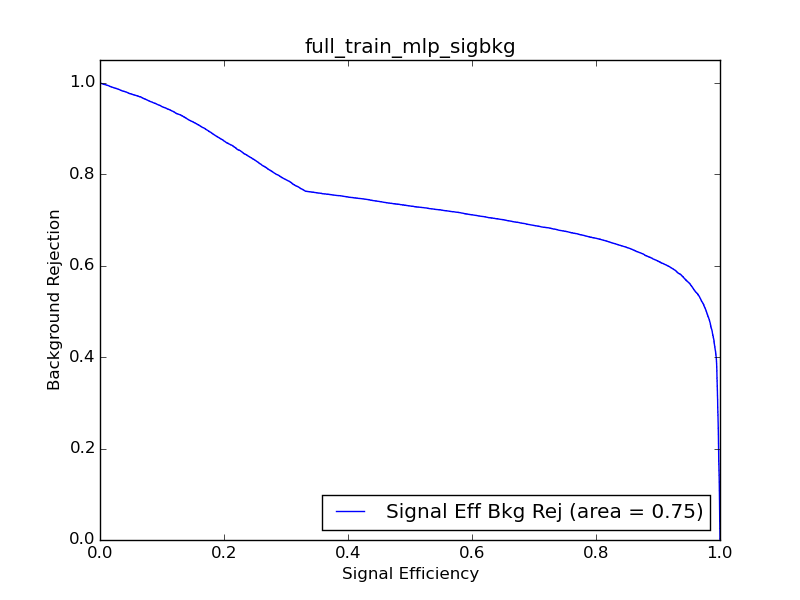 full_train_mlp_sigbkg
1.0
0.8
0.6
0.4
0.2
0.0
Background Rejection
Signal Eff Bkg Rej (area = 0.75)
0.0 0.2 0.4 0.6 0.8 1.0
Signal Efficiency